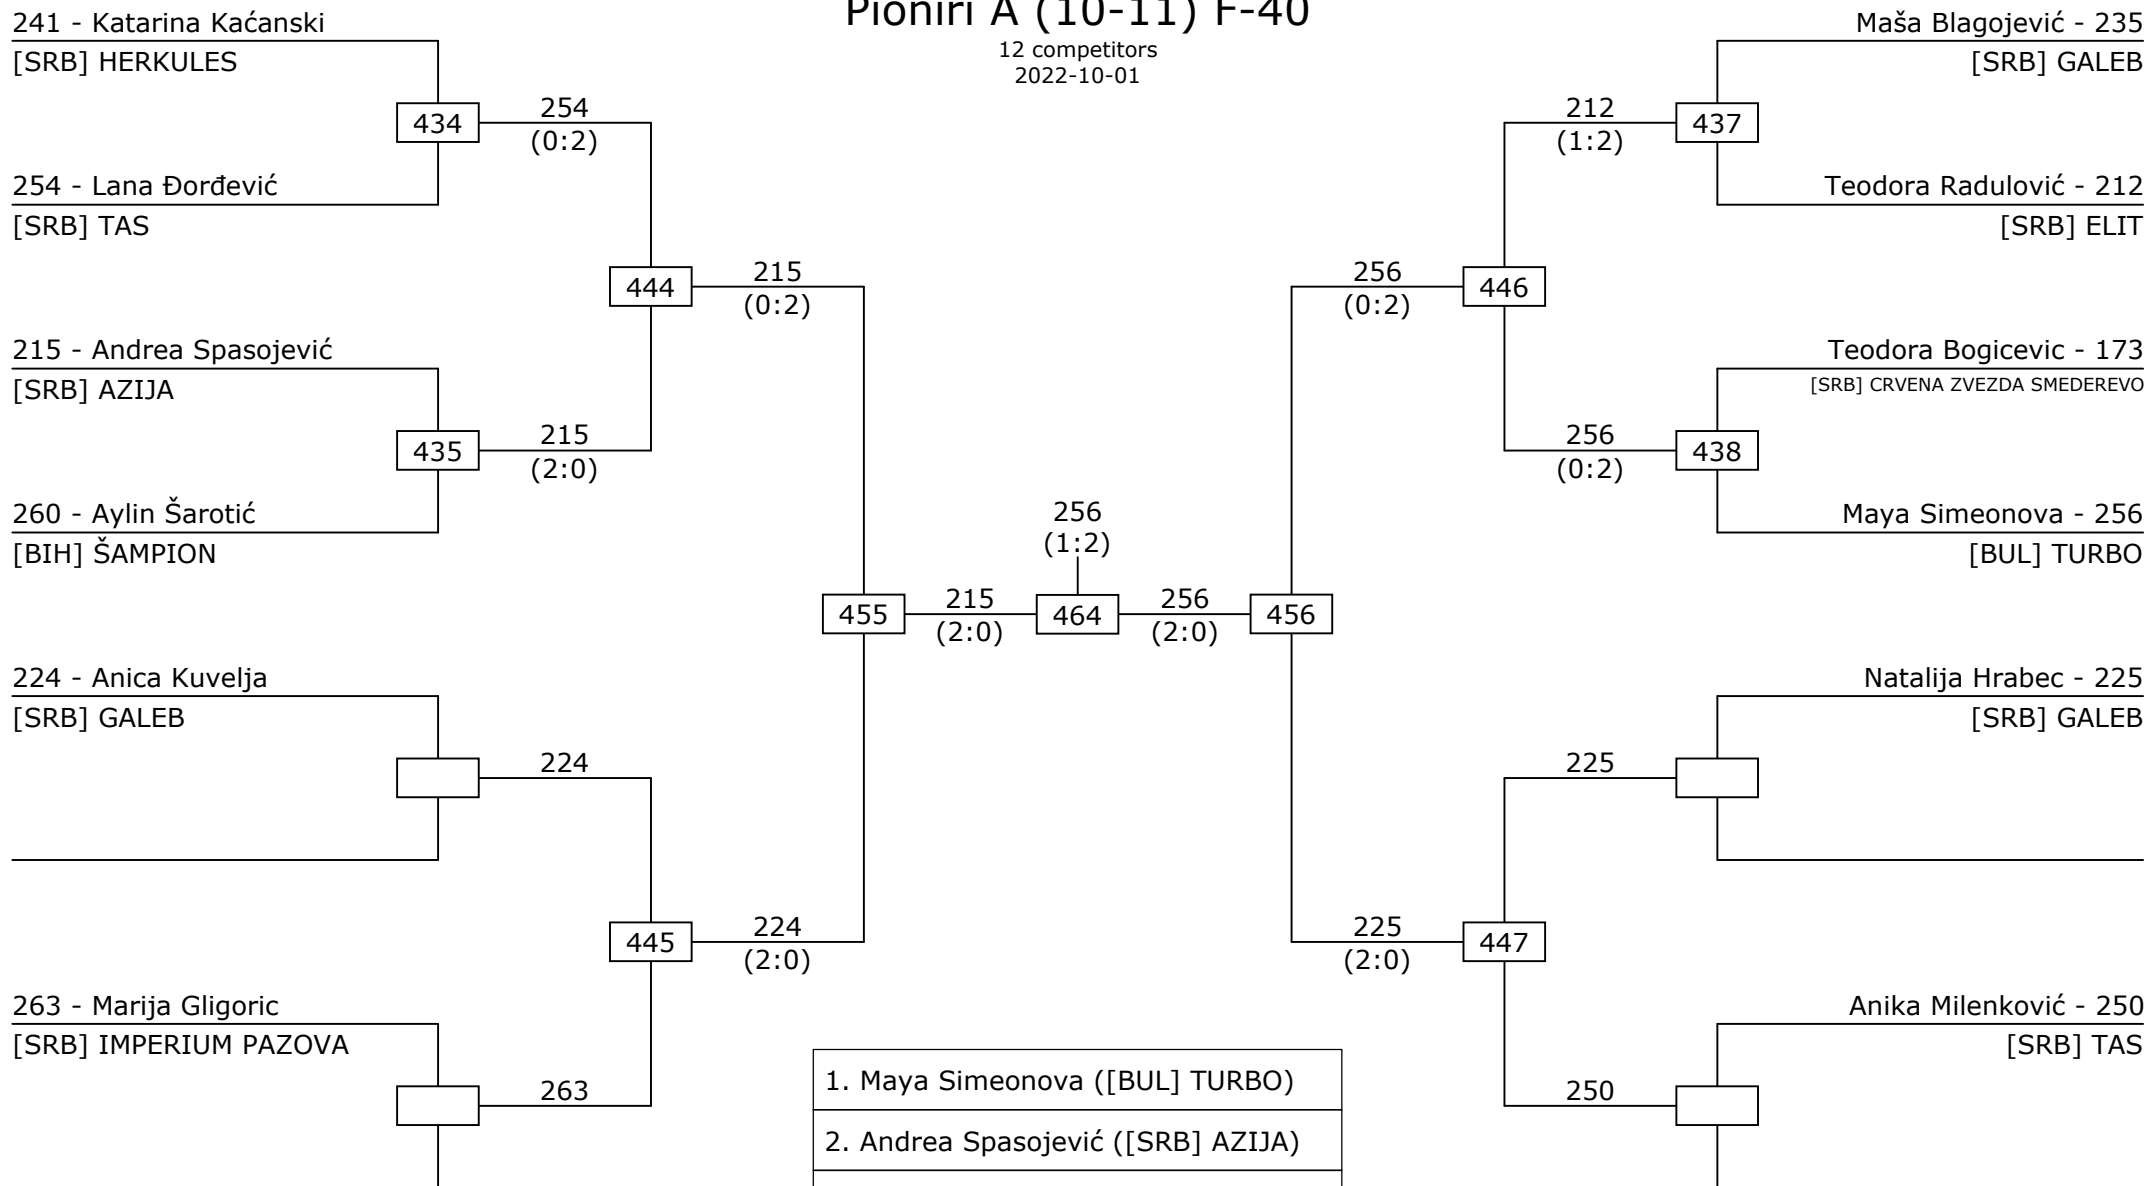 Pioniri A (10-11) F-40
12 competitors
2022-10-01
241 - Katarina Kaćanski
[SRB] HERKULES
434
254
(0:2)
254 - Lana Đorđević
[SRB] TAS
444
215
(0:2)
215 - Andrea Spasojević
[SRB] AZIJA
435
215
(2:0)
260 - Aylin Šarotić
[BIH] ŠAMPION
455
215
(2:0)
464
256
(1:2)
256
(2:0)
456
224 - Anica Kuvelja
[SRB] GALEB
224
445
224
(2:0)
263 - Marija Gligoric
[SRB] IMPERIUM PAZOVA
263
Maša Blagojević - 235
[SRB] GALEB
212
(1:2)
437
Teodora Radulović - 212
[SRB] ELIT
256
(0:2)
446
Teodora Bogicevic - 173
[SRB] CRVENA ZVEZDA SMEDEREVO
256
(0:2)
438
Maya Simeonova - 256
[BUL] TURBO
Natalija Hrabec - 225
[SRB] GALEB
225
225
(2:0)
447
Anika Milenković - 250
[SRB] TAS
250
1. Maya Simeonova ([BUL] TURBO)
2. Andrea Spasojević ([SRB] AZIJA)